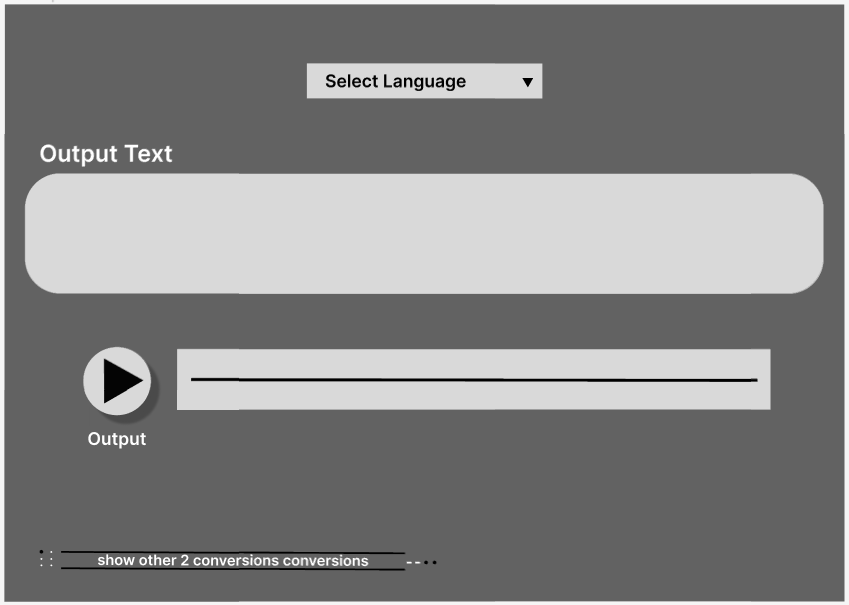 Select Language
Output Text
Output
show other 2 conversions conversions